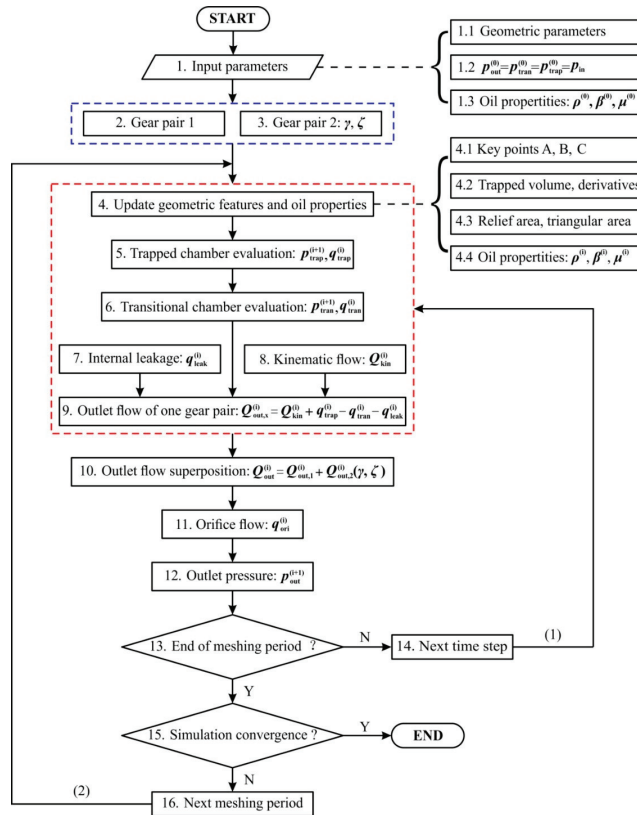 START
1. Input parameters
1.1 Geometric parameters
1.2 p_out^(0)=p_tran^(0)=p_trap^(0)=p_in
1.3 Oil propertities: ρ^(0), β^(0), μ^(0)
2. Gear pair 1
3. Gear pair 2: γ, ζ
4.1 Key points A, B, C
4.2 Trapped volume, derivatives
4.3 Relief area, triangular area
4.4 Oil propertities: ρ^(i), β^(i), μ^(i)
4. Update geometric features and oil properties
5. Trapped chamber evaluation: p_trap^(i+1), q_trap^(i)
6. Transitional chamber evaluation: p_tran^(i+1), q_tran^(i)
7. Internal leakage: q_leak^(i)
8. Kinematic flow: Q_kin^(i)
9. Outlet flow of one gear pair: Q_out,x^(i) = Q_kin^(i) + q_trap^(i) − q_tran^(i) − q_leak^(i)
10. Outlet flow superposition: Q_out^(i) = Q_out,1^(i) + Q_out,2^(i)(γ, ζ)
11. Orifice flow: q_ori^(i)
12. Outlet pressure: p_out^(i+1)
13. End of meshing period ?
N
14. Next time step
(1)
Y
15. Simulation convergence ?
Y
END
N
16. Next meshing period
(2)